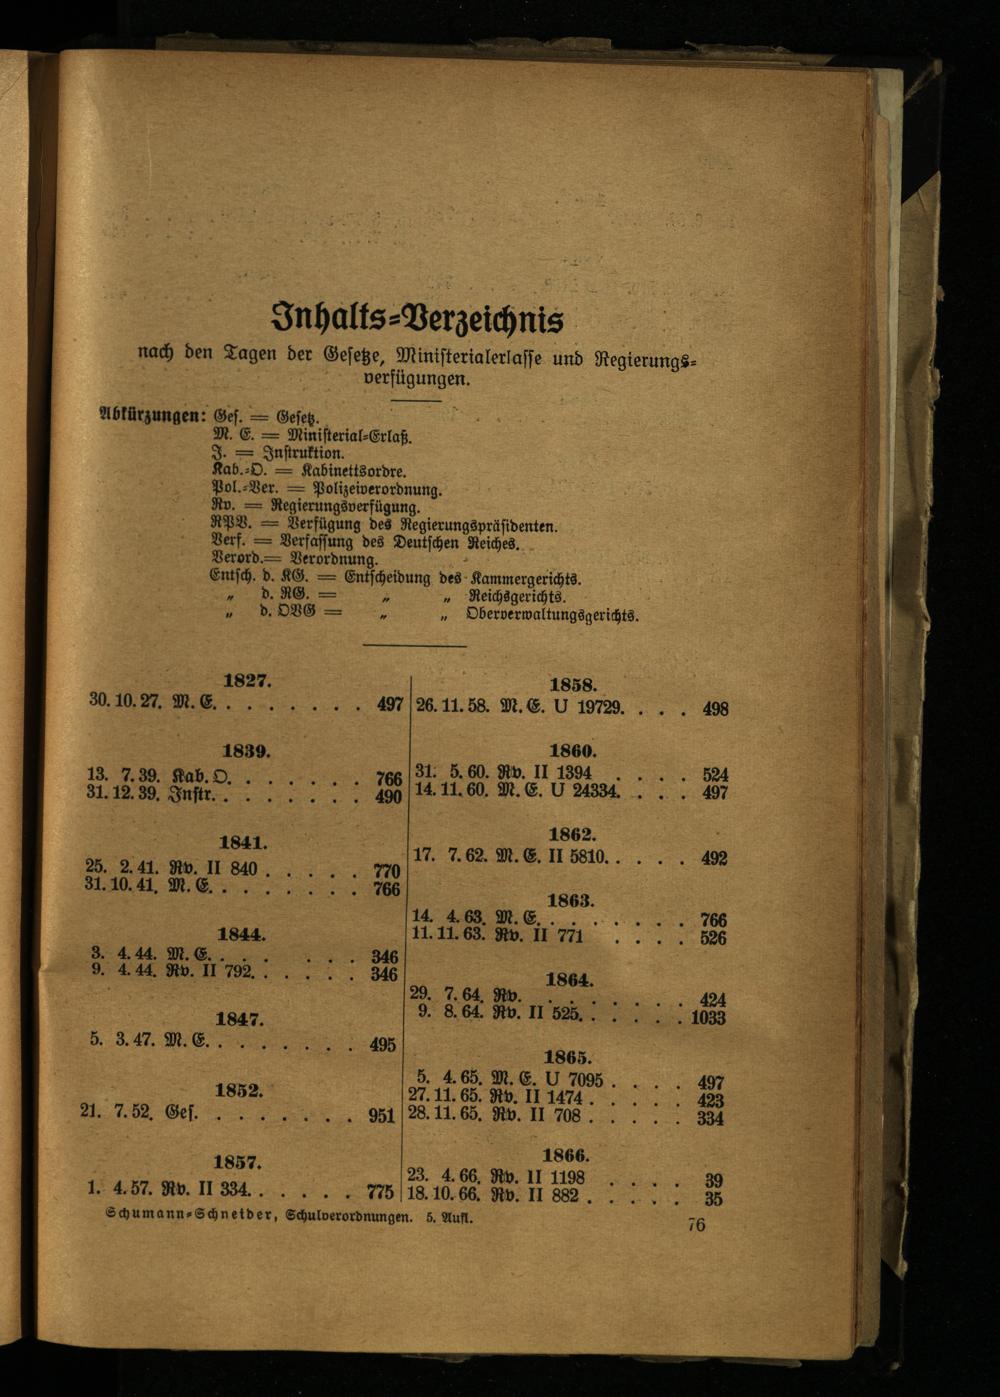 Inhalts=Verzeichnis
nach den Tagen der Gesetze, Ministerialerlasse und Regierungs=
verfügungen.
Abkürzungen: Ges. = Gesetz.
M. E. = Ministerial=Erlaß.
J. = Instruktion.
Kab.=O. = Kabinettsordre.
Pol.=Ver. = Polizeiverordnung.
Rv. = Regierungsverfügung.
RPV. = Verfügung des Regierungspräsidenten.
Verf. = Verfassung des Deutschen Reiches.
Verord.= Verordnung.
Entsch. d. KG. = Entscheidung des Kammergerichts.
„ d. RG. = „ „ Reichsgerichts.
„ d. OVG = „ „ Oberverwaltungsgerichts.
1827.
30. 10. 27. M. E. . . . . . . . 497
1839.
13. 7. 39. Kab. O. . . . . . . . 766
31. 12. 39. Instr. . . . . . . . 490
1841.
25. 2. 41. Rv. II 840 . . . . . 770
31. 10. 41. M. E. . . . . . . . 766
1844.
3. 4. 44. M. E. . . . . . . 346
9. 4. 44. Rv. II 792. . . . . . 346
1847.
5. 3. 47. M. E. . . . . . . . 495
1852.
21. 7. 52. Ges. . . . . . . . 951
1857.
1. 4. 57. Rv. II 334. . . . . . 775
1858.
26. 11. 58. M. E. U 19729. . . . 498
1860.
31. 5. 60. Rv. II 1394 . . . . 524
14. 11. 60. M. E. U 24334. . . . 497
1862.
17. 7. 62. M. E. II 5810. . . . . 492
1863.
14. 4. 63. M. E. . . . . . . . 766
11. 11. 63. Rv. II 771 . . . . 526
1864.
29. 7. 64. Rv. . . . . . . . 424
9. 8. 64. Rv. II 525. . . . . . 1033
1865.
5. 4. 65. M. E. U 7095 . . . . 497
27. 11. 65. Rv. II 1474 . . . . . 423
28. 11. 65. Rv. II 708 . . . . . 334
1866.
23. 4. 66. Rv. II 1198 . . . . 39
18. 10. 66. Rv. II 882 . . . . . 35
Schumann=Schneider, Schulverordnungen. 5. Aufl.
76